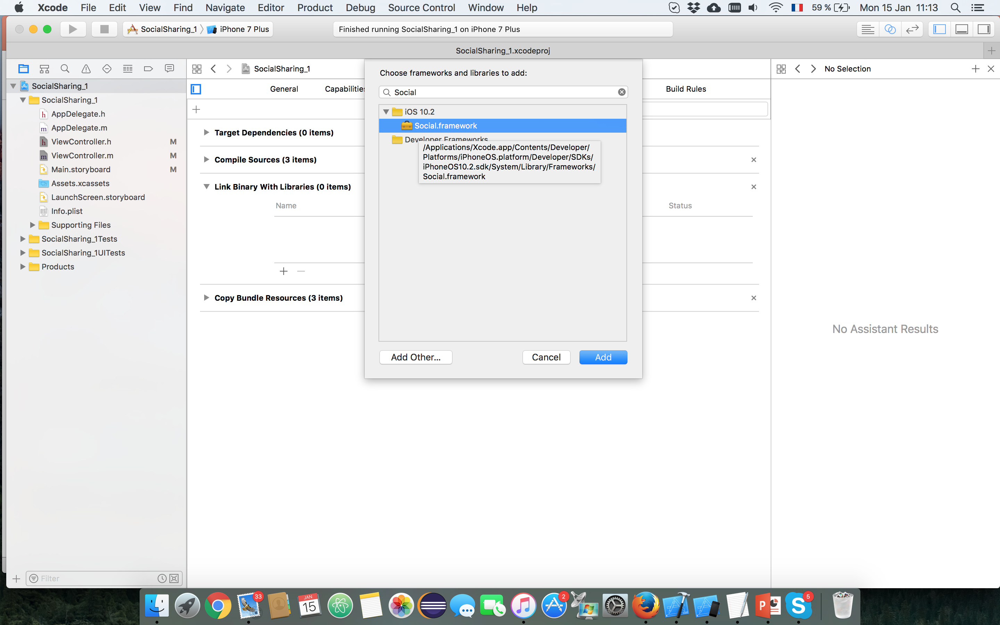 Xcode File Edit View Find Navigate Editor Product Debug Source Control Window Help 59 % Mon 15 Jan 11:13
SocialSharing_1 iPhone 7 Plus
Finished running SocialSharing_1 on iPhone 7 Plus
SocialSharing_1.xcodeproj
SocialSharing_1
No Selection
General
Capabilities
Build Rules
SocialSharing_1
SocialSharing_1
AppDelegate.h
AppDelegate.m
ViewController.h M
ViewController.m M
Main.storyboard M
Assets.xcassets
LaunchScreen.storyboard
Info.plist
Supporting Files
SocialSharing_1Tests
SocialSharing_1UITests
Products
Filter
Target Dependencies (0 items)
Compile Sources (3 items)
Link Binary With Libraries (0 items)
Name
Status
Copy Bundle Resources (3 items)
Choose frameworks and libraries to add:
Social
iOS 10.2
Social.framework
Developer Frameworks
/Applications/Xcode.app/Contents/Developer/
Platforms/iPhoneOS.platform/Developer/SDKs/
iPhoneOS10.2.sdk/System/Library/Frameworks/
Social.framework
Add Other...
Cancel
Add
No Assistant Results
33
JAN
15
2
P
S
5